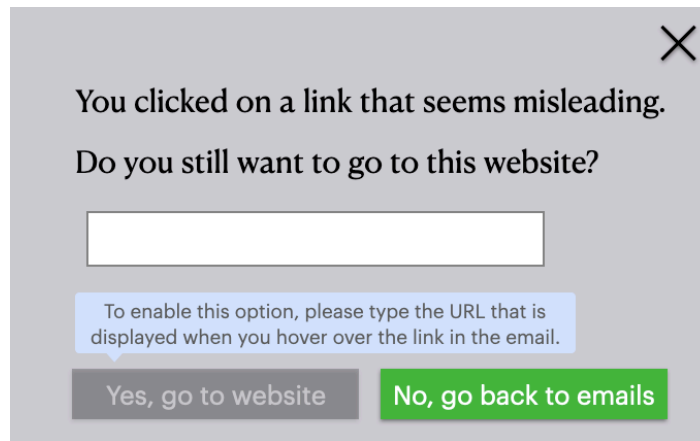 You clicked on a link that seems misleading.
Do you still want to go to this website?
To enable this option, please type the URL that is
displayed when you hover over the link in the email.
Yes, go to website
No, go back to emails